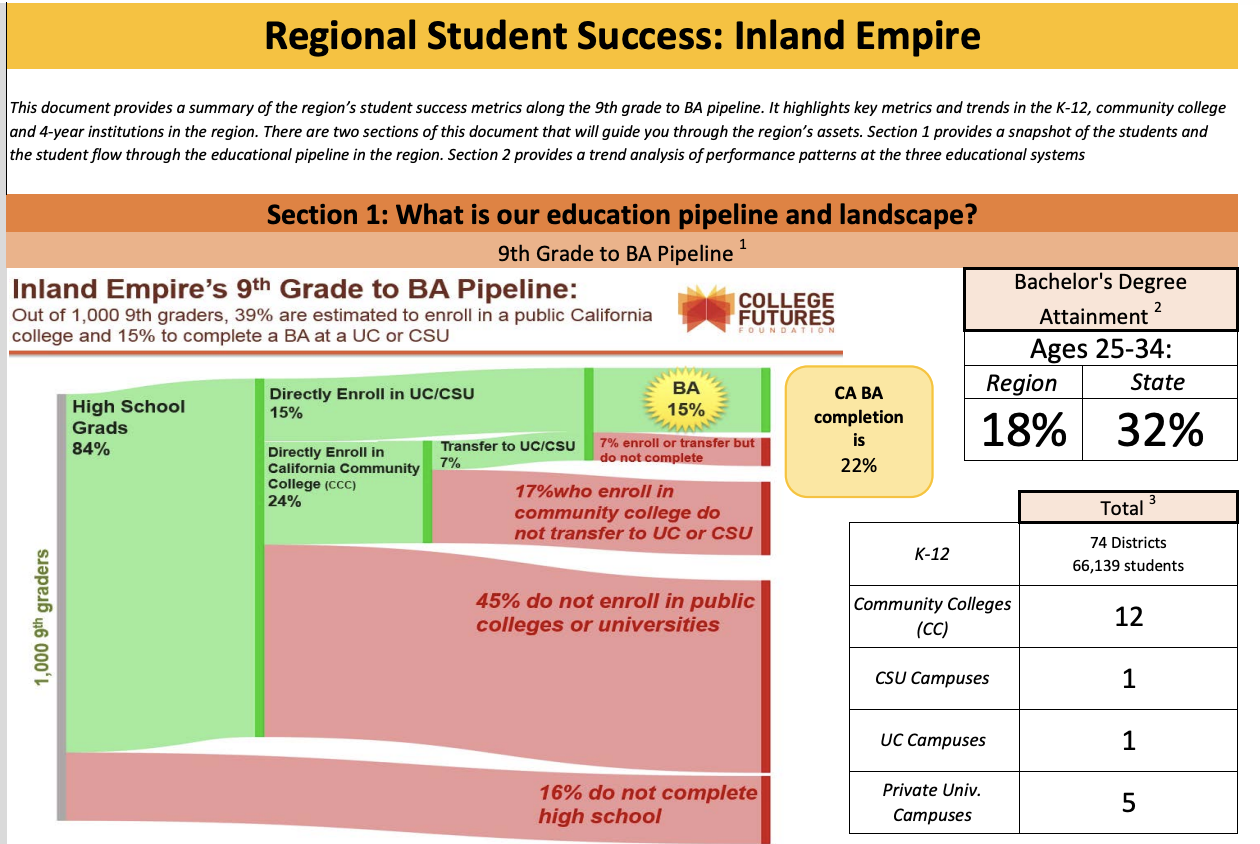 Regional Student Success: Inland Empire
This document provides a summary of the region's student success metrics along the 9th grade to BA pipeline. It highlights key metrics and trends in the K-12, community college
and 4-year institutions in the region. There are two sections of this document that will guide you through the region's assets. Section 1 provides a snapshot of the students and
the student flow through the educational pipeline in the region. Section 2 provides a trend analysis of performance patterns at the three educational systems
Section 1: What is our education pipeline and landscape?
9th Grade to BA Pipeline 1
Inland Empire's 9th Grade to BA Pipeline:
Out of 1,000 9th graders, 39% are estimated to enroll in a public California
college and 15% to complete a BA at a UC or CSU
COLLEGE
FUTURES
FOUNDATION
1,000 9th graders
High School
Grads
84%
Directly Enroll in UC/CSU
15%
Directly Enroll in
California Community
College (CCC)
24%
Transfer to UC/CSU
7%
BA
15%
7% enroll or transfer but
do not complete
17%who enroll in
community college do
not transfer to UC or CSU
45% do not enroll in public
colleges or universities
16% do not complete
high school
CA BA
completion
is
22%
Bachelor's Degree
Attainment 2
Ages 25-34:
Region State
18% 32%
Total 3
K-12
74 Districts
66,139 students
Community Colleges
(CC)
12
CSU Campuses
1
UC Campuses
1
Private Univ.
Campuses
5